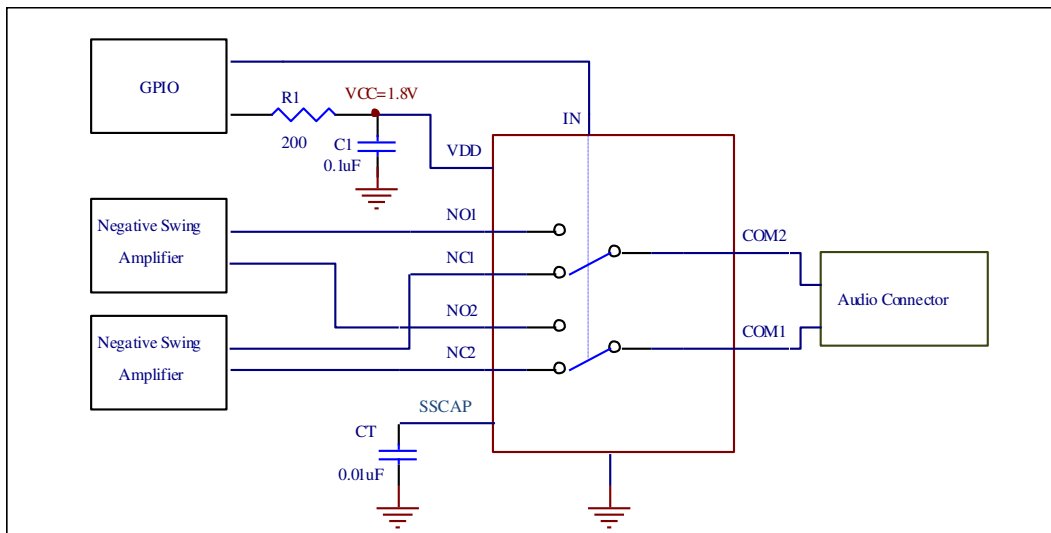 GPIO
R1
200
VCC=1.8V
C1
0.1uF
IN
VDD
Negative Swing
Amplifier
NO1
NC1
NO2
NC2
Negative Swing
Amplifier
COM2
COM1
Audio Connector
SSCAP
CT
0.01uF